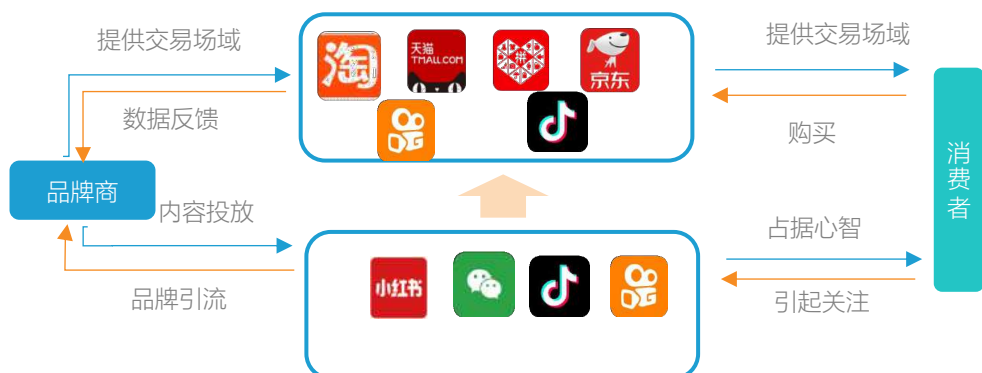 提供交易场域
数据反馈
品牌商
内容投放
品牌引流
淘
天猫
TMALL.COM
拼
京东
小红书
提供交易场域
购买
占据心智
引起关注
消费者